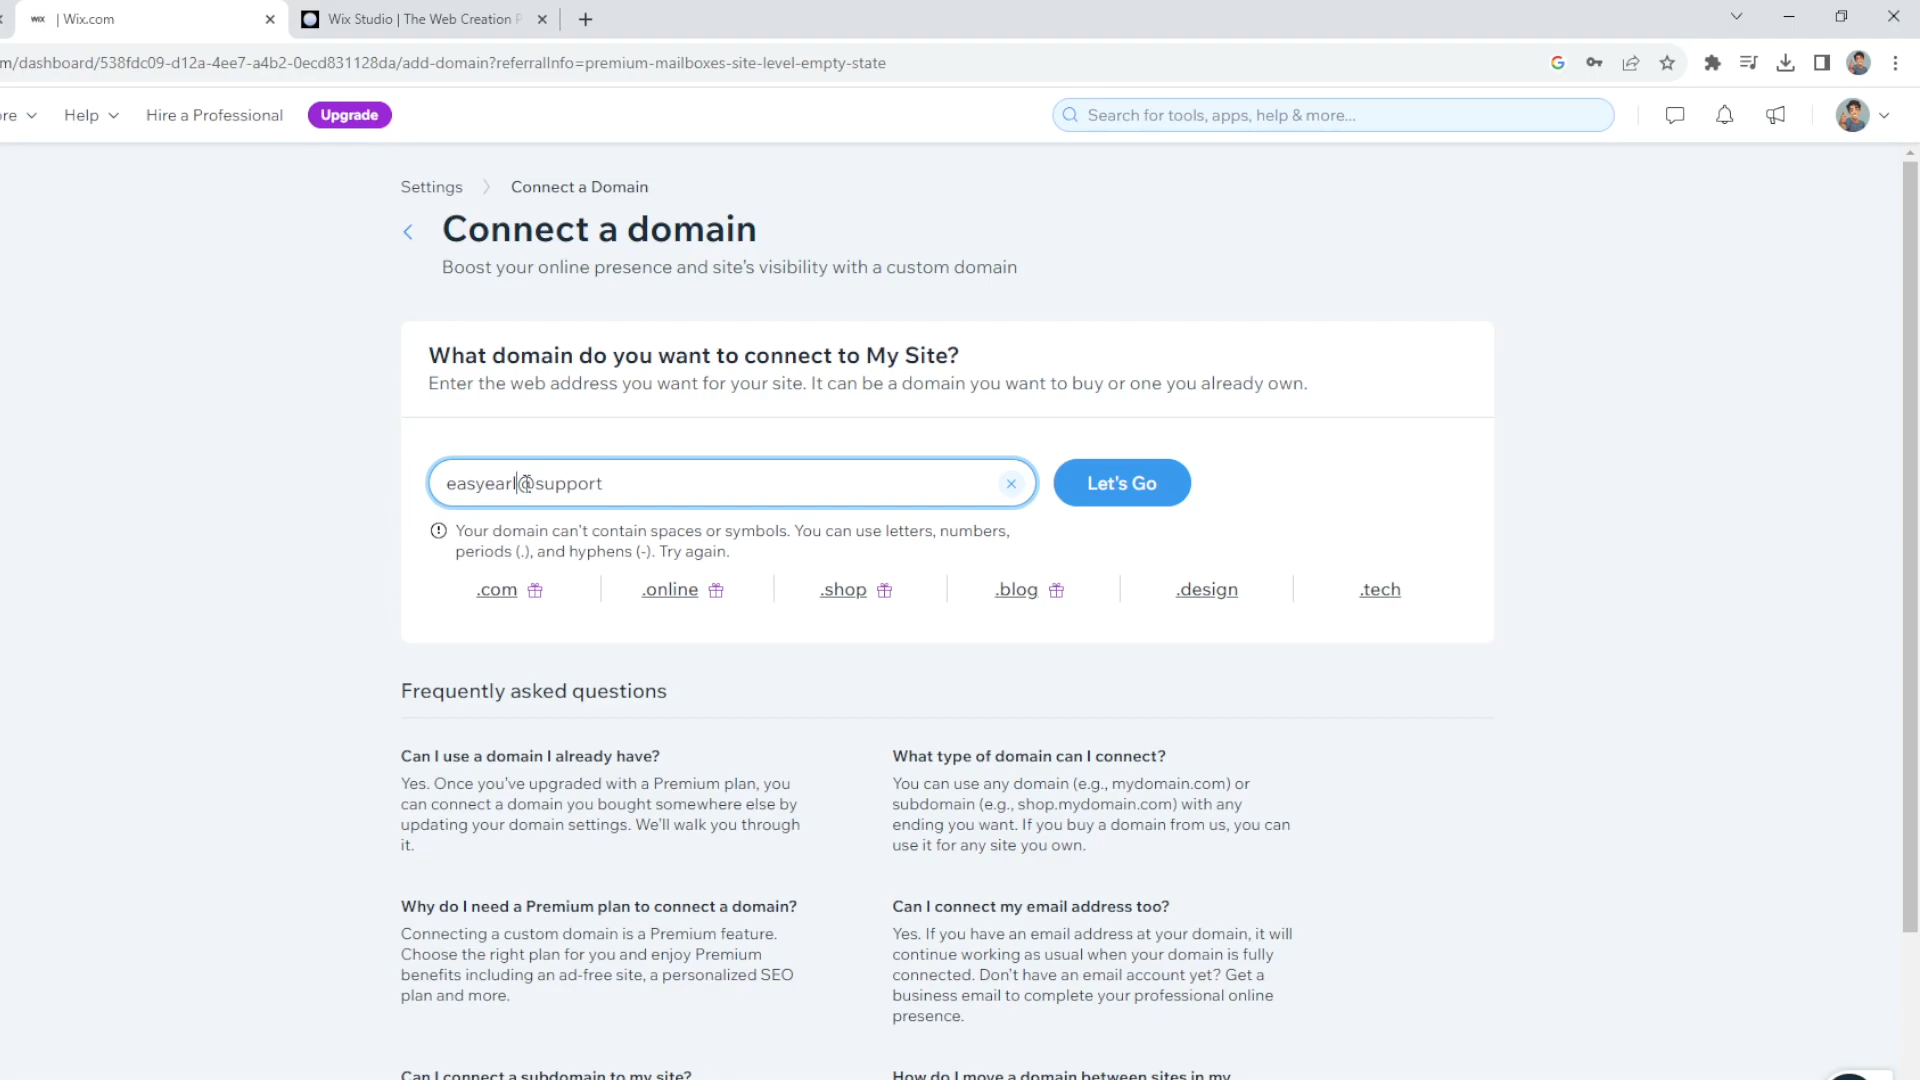 WIX | Wix.com
Wix Studio | The Web Creation P
m/dashboard/538fdc09-d12a-4ee7-a4b2-0ecd831128da/add-domain?referralInfo=premium-mailboxes-site-level-empty-state
ore Help Hire a Professional Upgrade Search for tools, apps, help & more...
Settings Connect a Domain
Connect a domain
Boost your online presence and site's visibility with a custom domain
What domain do you want to connect to My Site?
Enter the web address you want for your site. It can be a domain you want to buy or one you already own.
easyearl@support Let's Go
Your domain can't contain spaces or symbols. You can use letters, numbers,
periods (.), and hyphens (-). Try again.
.com .online .shop .blog .design .tech
Frequently asked questions
Can I use a domain I already have?
Yes. Once you've upgraded with a Premium plan, you
can connect a domain you bought somewhere else by
updating your domain settings. We'll walk you through
it.
What type of domain can I connect?
You can use any domain (e.g., mydomain.com) or
subdomain (e.g., shop.mydomain.com) with any
ending you want. If you buy a domain from us, you can
use it for any site you own.
Why do I need a Premium plan to connect a domain?
Connecting a custom domain is a Premium feature.
Choose the right plan for you and enjoy Premium
benefits including an ad-free site, a personalized SEO
plan and more.
Can I connect my email address too?
Yes. If you have an email address at your domain, it will
continue working as usual when your domain is fully
connected. Don't have an email account yet? Get a
business email to complete your professional online
presence.
Can I connect a subdomain to my site?
How do I move a domain between sites in my